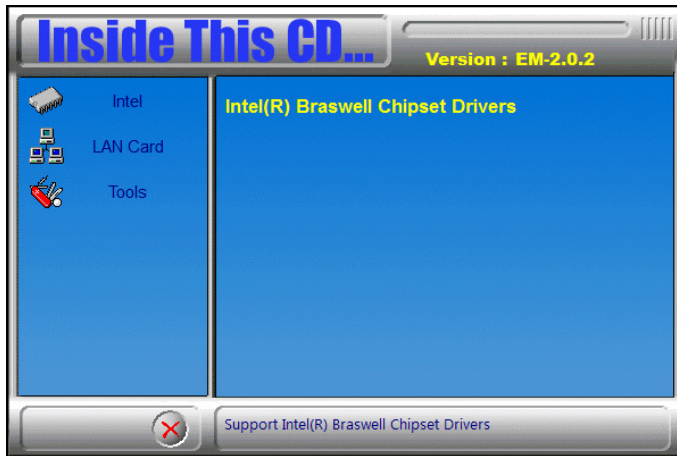 Inside This CD...
Version : EM-2.0.2
Intel
LAN Card
Tools
Intel(R) Braswell Chipset Drivers
Support Intel(R) Braswell Chipset Drivers